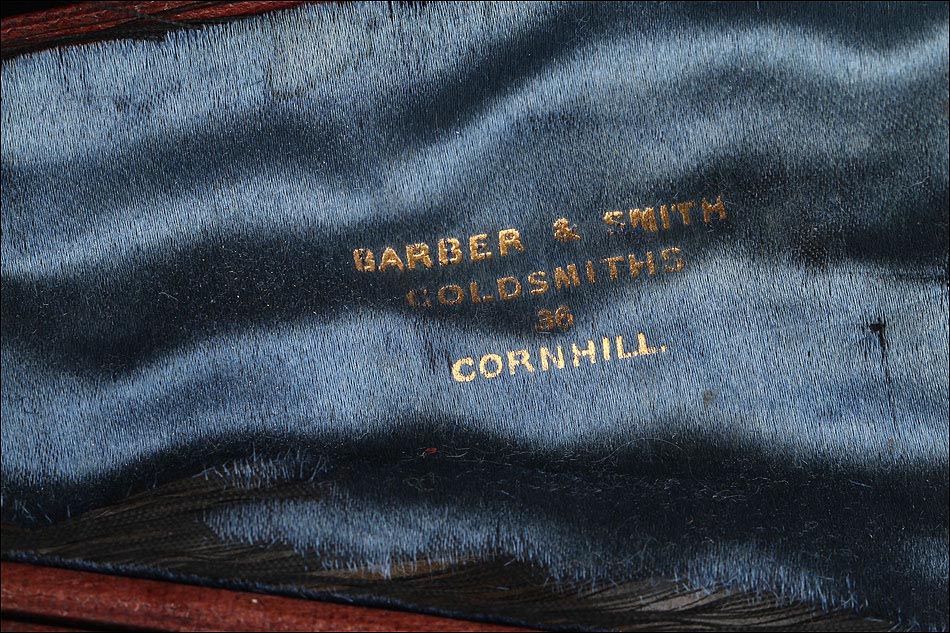 BARBER & SMITH
GOLDSMITHS
36
CORNHILL.